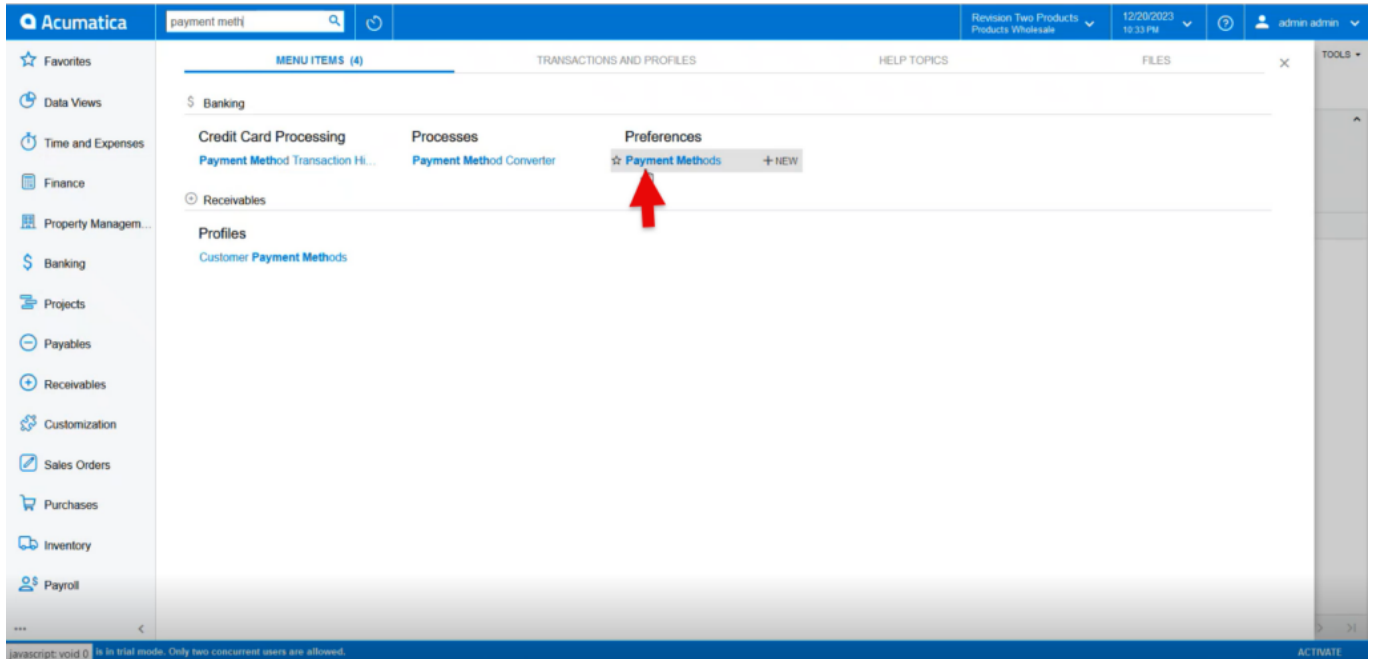 Acumatica
payment meth
Revision Two Products
Products Wholesale
12/20/2023
10:33 PM
admin admin
Favorites
Data Views
Time and Expenses
Finance
Property Managem...
Banking
Projects
Payables
Receivables
Customization
Sales Orders
Purchases
Inventory
Payroll
MENU ITEMS (4)
TRANSACTIONS AND PROFILES
HELP TOPICS
FILES
TOOLS
$ Banking
Credit Card Processing
Payment Method Transaction Hi...
Processes
Payment Method Converter
Preferences
Payment Methods + NEW
Receivables
Profiles
Customer Payment Methods
javascript: void 0 is in trial mode. Only two concurrent users are allowed.
ACTIVATE